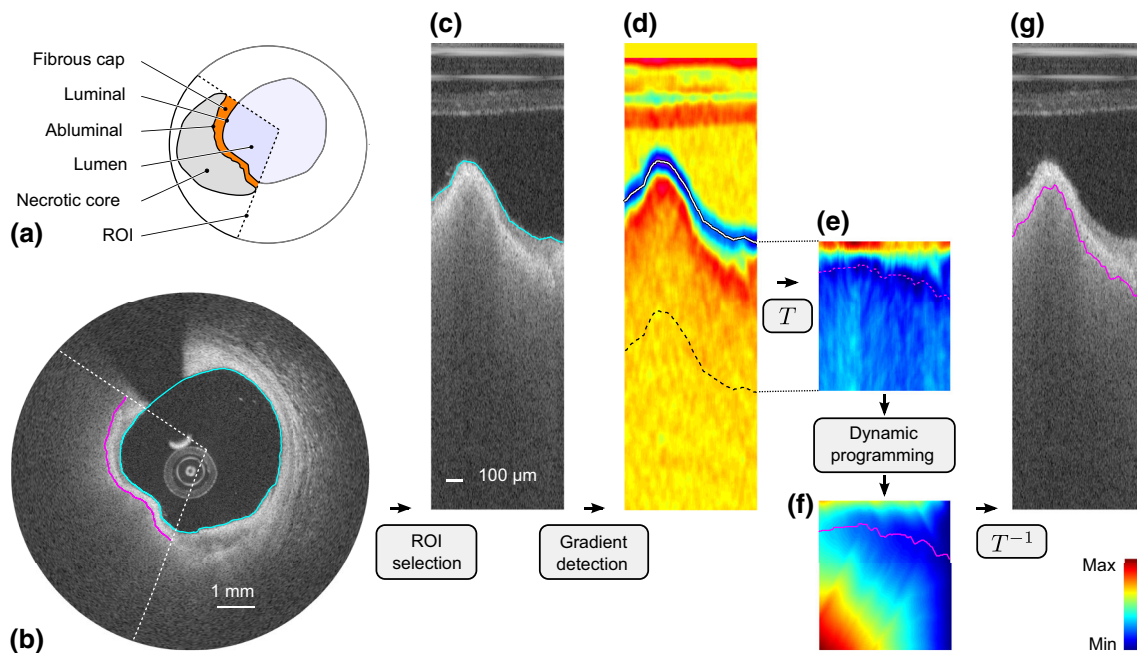 Fibrous cap
Luminal
Abluminal
Lumen
Necrotic core
ROI
(a)
(b)
1 mm
ROI
selection
(c)
100 µm
Gradient
detection
(d)
T
(e)
Dynamic
programming
(f)
T⁻¹
(g)
Max
Min